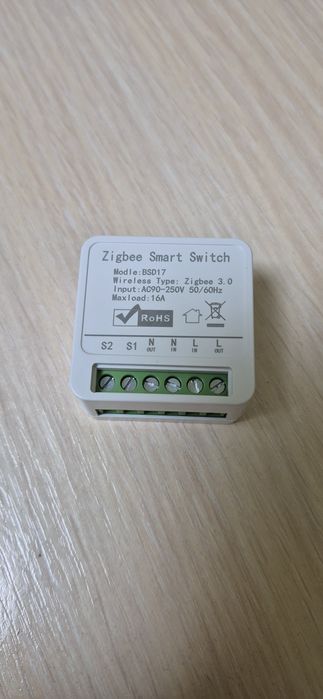 Zigbee Smart Switch
Modle:BSD17
Wireless Type: Zigbee 3.0
Input:AC90-250V 50/60Hz
Maxload:16A
RoHS
S2 S1 N OUT N IN L IN L OUT